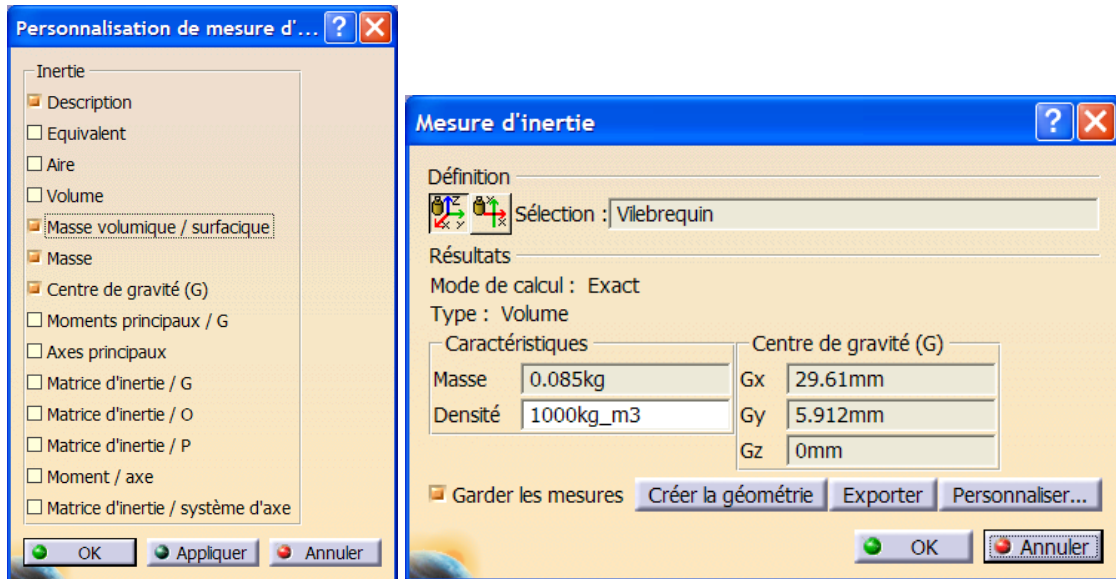 Personnalisation de mesure d'...
Inertie
Description
Equivalent
Aire
Volume
Masse volumique / surfacique
Masse
Centre de gravité (G)
Moments principaux / G
Axes principaux
Matrice d'inertie / G
Matrice d'inertie / O
Matrice d'inertie / P
Moment / axe
Matrice d'inertie / système d'axe
OK Appliquer Annuler
Mesure d'inertie
Définition
Sélection : Vilebrequin
Résultats
Mode de calcul : Exact
Type : Volume
Caractéristiques Centre de gravité (G)
Masse 0.085kg Gx 29.61mm
Densité 1000kg_m3 Gy 5.912mm
Gz 0mm
Garder les mesures Créer la géométrie Exporter Personnaliser...
OK Annuler